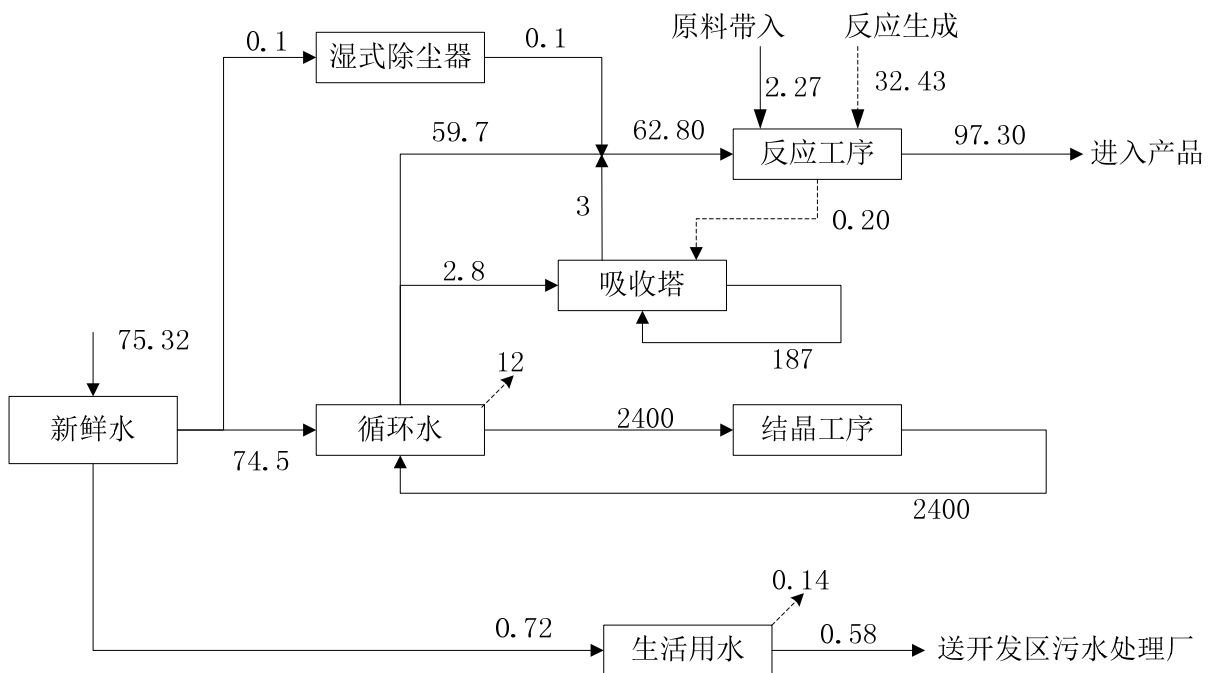 原料带入
反应生成
0.1
湿式除尘器
0.1
2.27
32.43
59.7
62.80
反应工序
97.30
进入产品
3
0.20
2.8
吸收塔
187
75.32
12
新鲜水
74.5
循环水
2400
结晶工序
2400
0.14
0.72
生活用水
0.58
送开发区污水处理厂